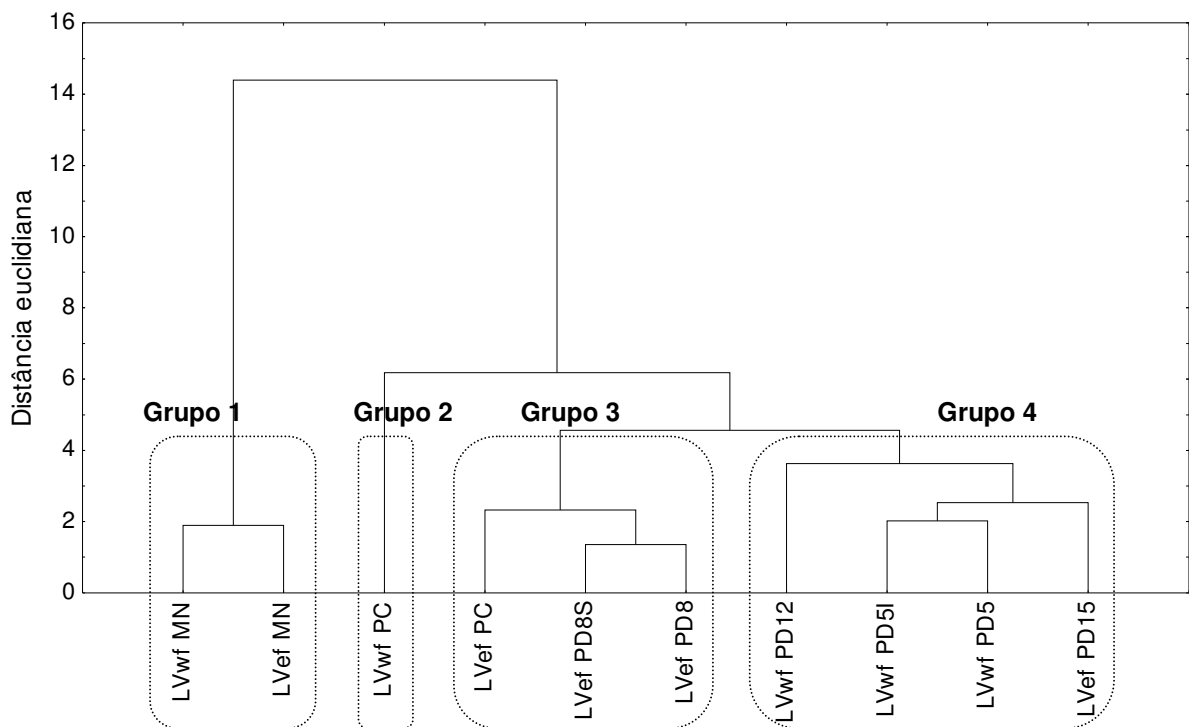 16
14
12
10
8
6
4
2
0
Distância euclidiana
Grupo 1
Grupo 2
Grupo 3
Grupo 4
LVwf MN
LVef MN
LVwf PC
LVef PC
LVef PD8S
LVef PD8
LVwf PD12
LVwf PD5I
LVwf PD5
LVef PD15